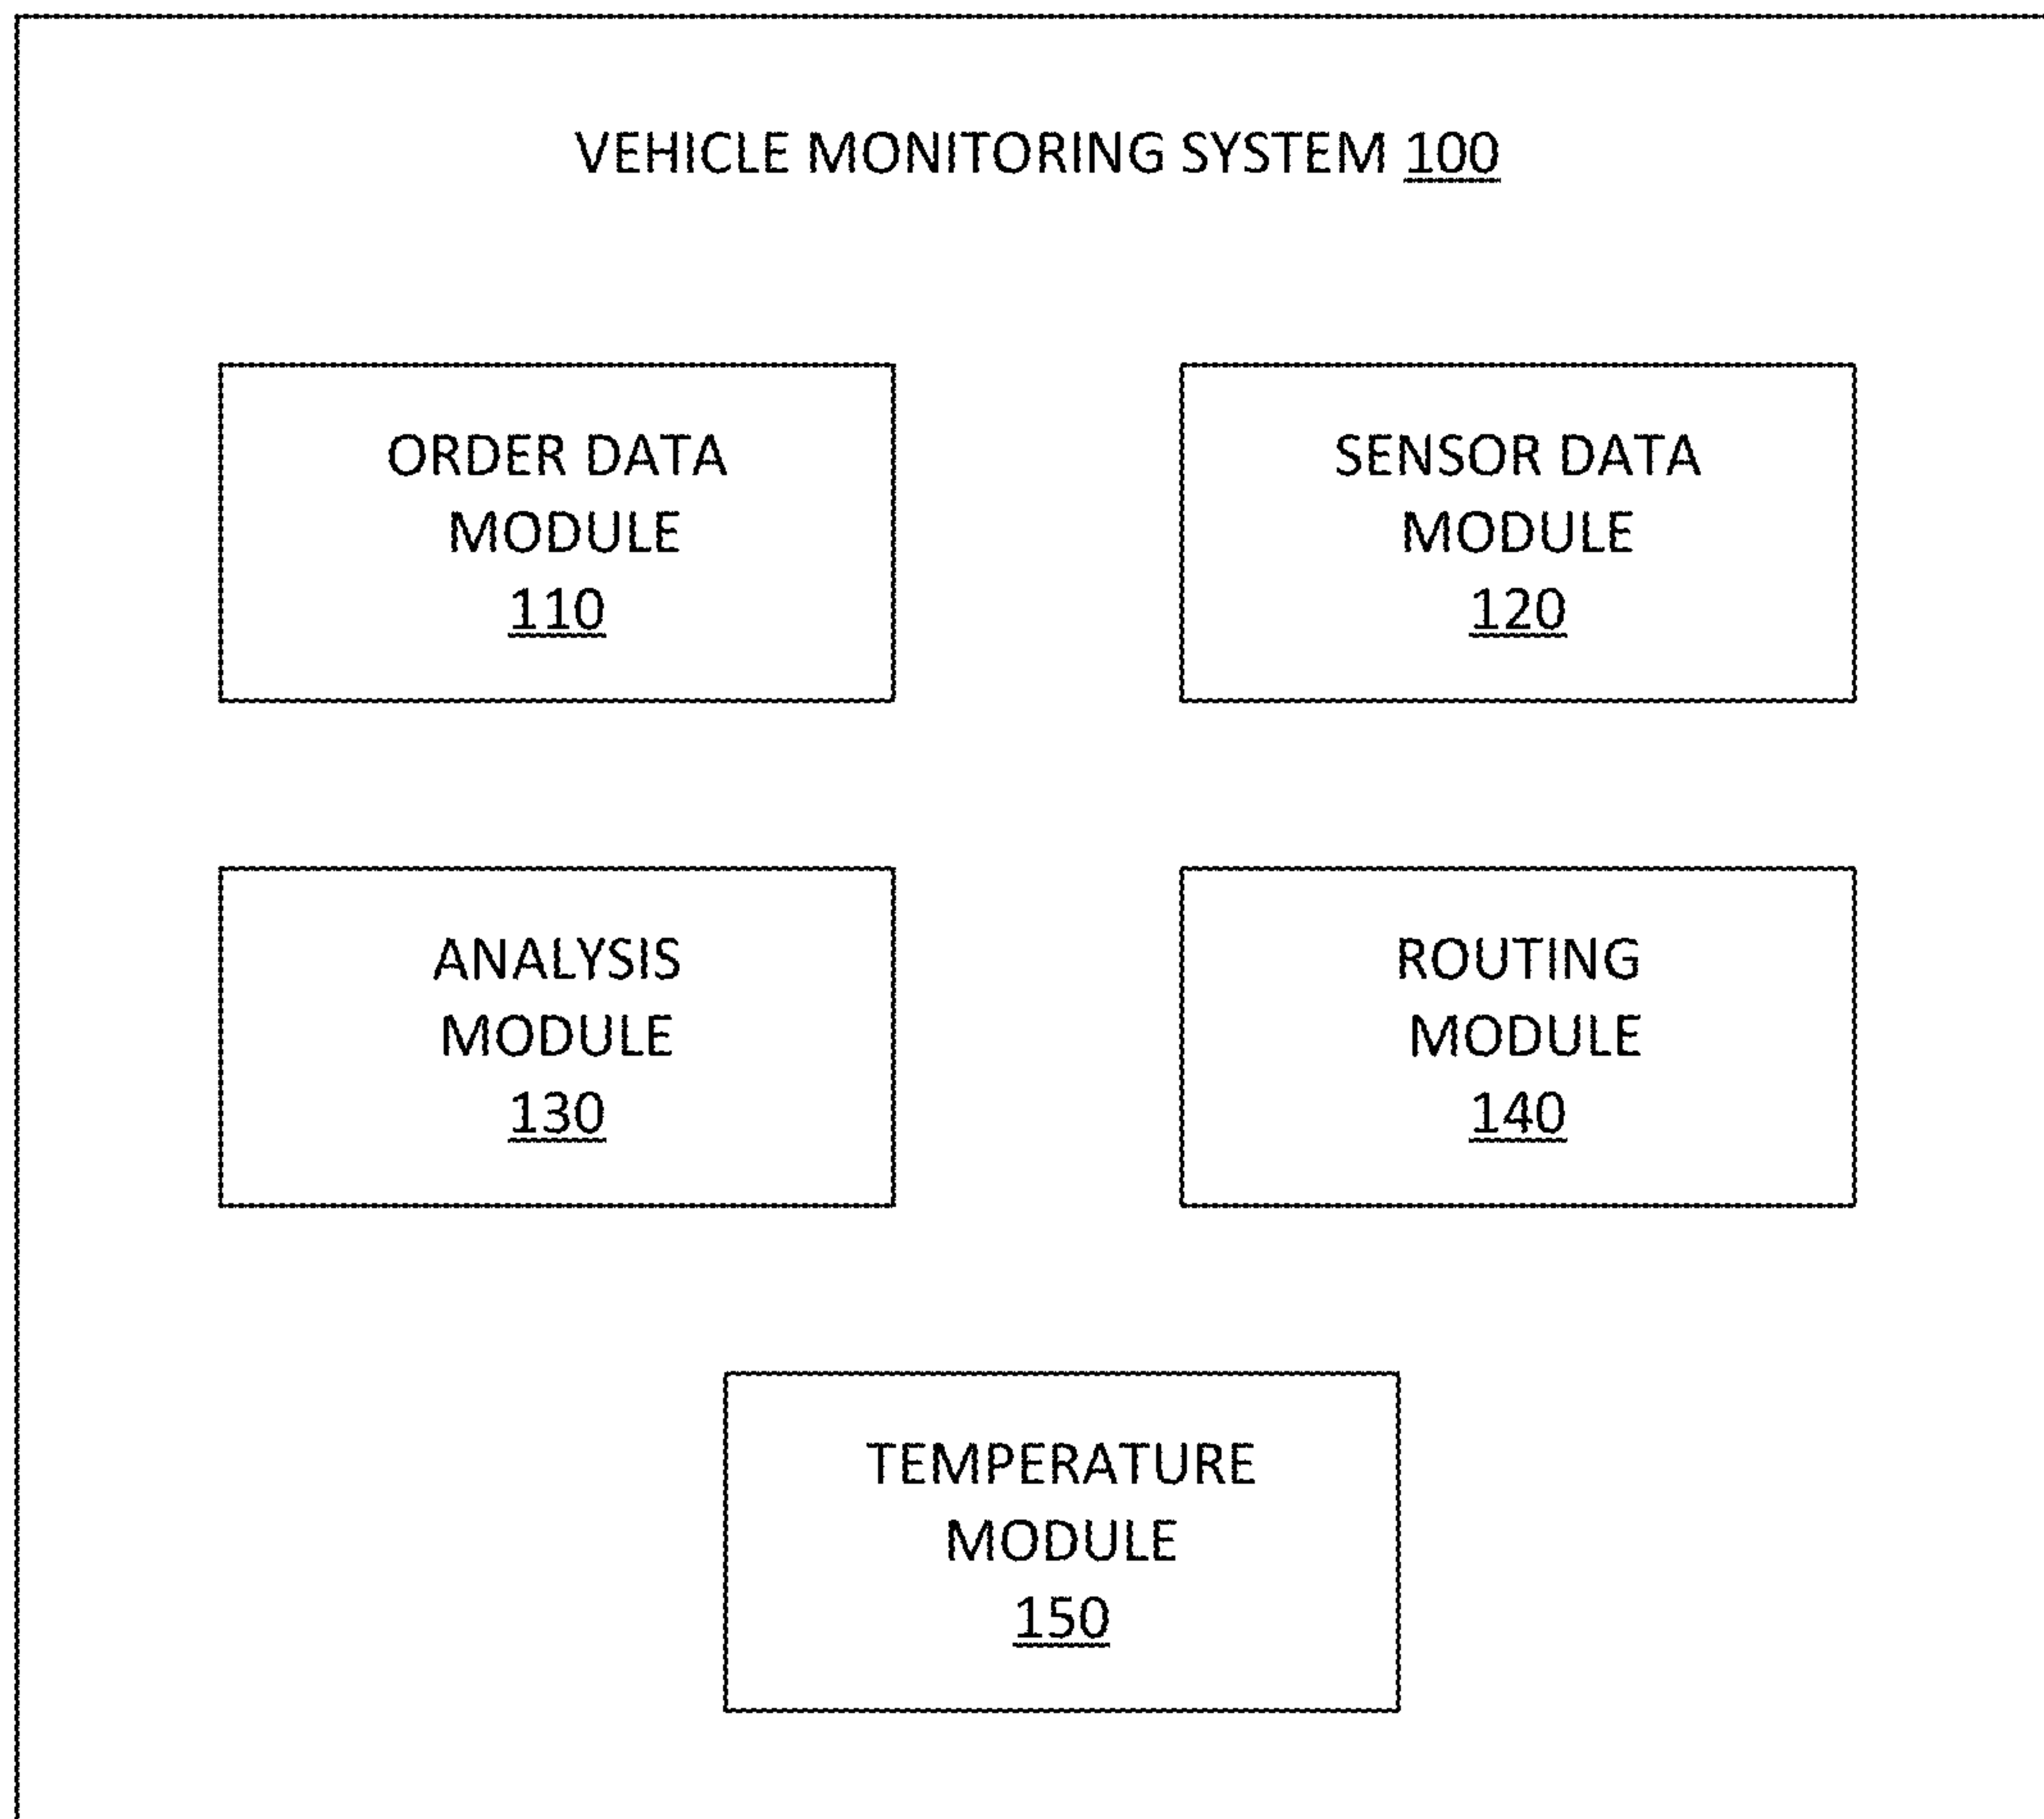 VEHICLE MONITORING SYSTEM 100
ORDER DATA
MODULE
110
SENSOR DATA
MODULE
120
ANALYSIS
MODULE
130
ROUTING
MODULE
140
TEMPERATURE
MODULE
150